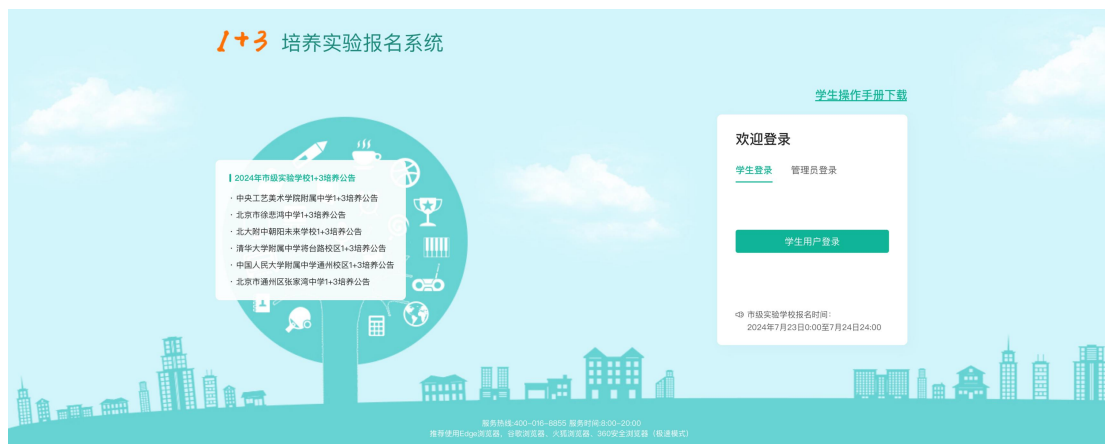 1+3 培养实验报名系统
学生操作手册下载
2024年市级实验学校1+3培养公告
· 中央工艺美术学院附属中学1+3培养公告
· 北京市徐悲鸿中学1+3培养公告
· 北大附中朝阳未来学校1+3培养公告
· 清华大学附属中学将台路校区1+3培养公告
· 中国人民大学附属中学通州校区1+3培养公告
· 北京市通州区张家湾中学1+3培养公告
欢迎登录
学生登录 管理员登录
学生用户登录
市级实验学校报名时间：
2024年7月23日0:00至7月24日24:00
服务热线:400-016-8855 服务时间:8:00-20:00
推荐使用Edge浏览器、谷歌浏览器、火狐浏览器、360安全浏览器（极速模式）